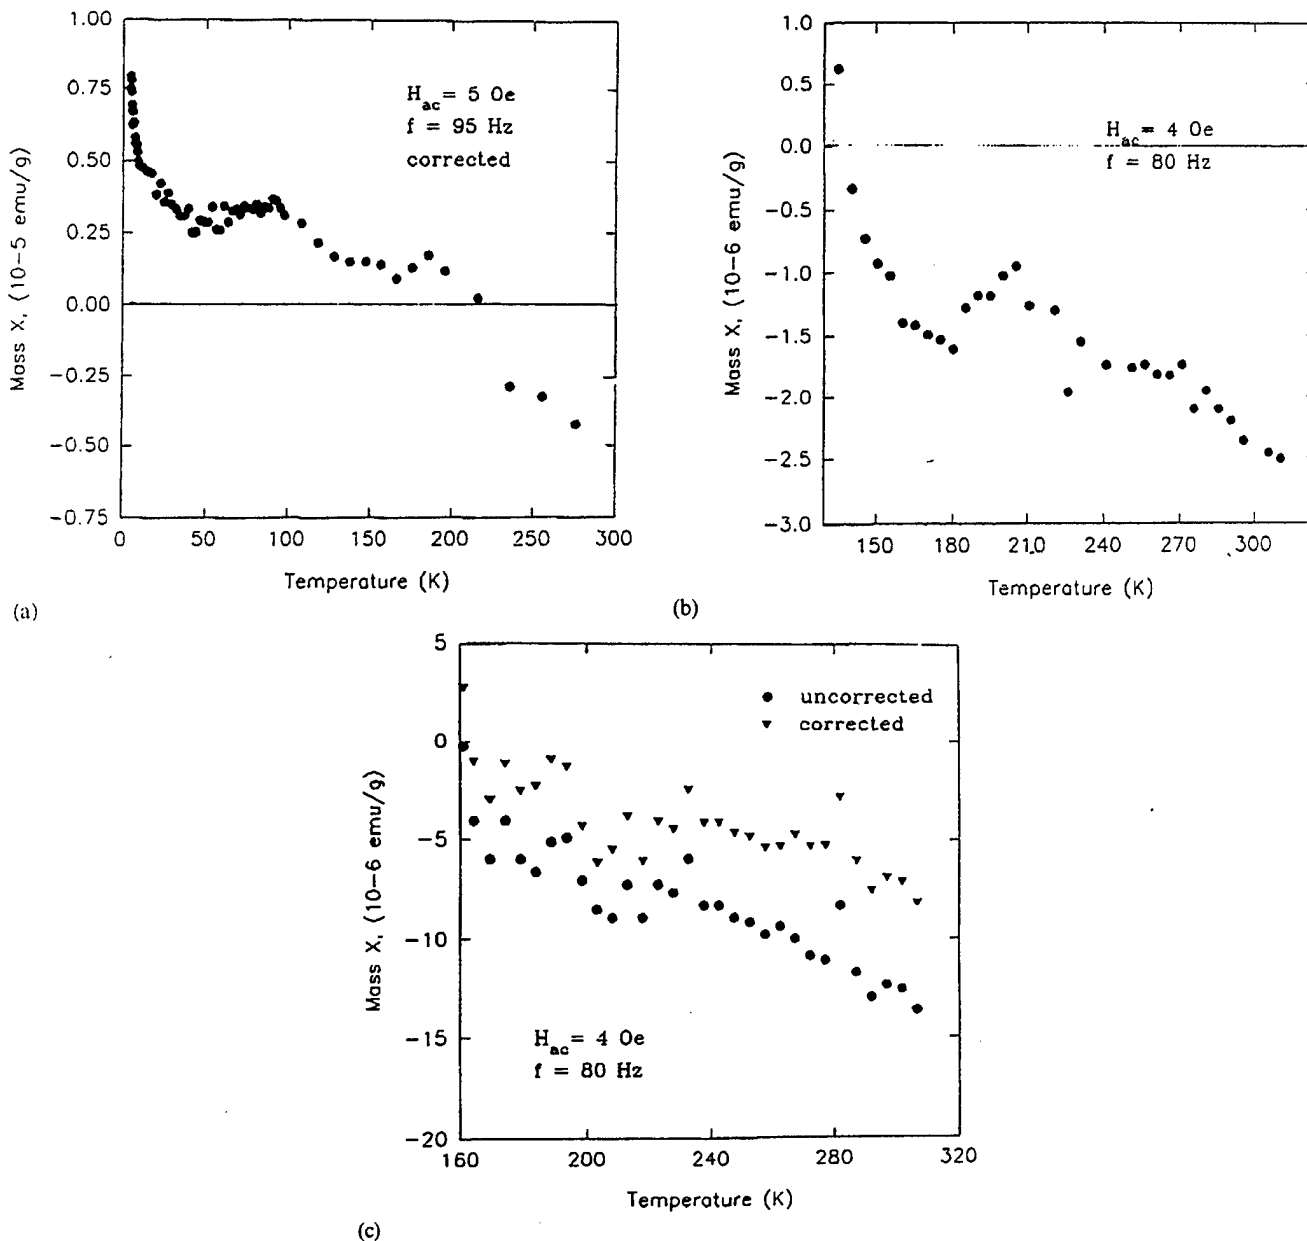 1.00
0.75
0.50
0.25
0.00
−0.25
−0.50
−0.75
Mass X, (10−6 emu/g)
H_ac = 5 Oe
f = 95 Hz
corrected
0 50 100 150 200 250 300
Temperature (K)
(a)
1.0
0.5
0.0
−0.5
−1.0
−1.5
−2.0
−2.5
−3.0
Mass X, (10−6 emu/g)
H_ac = 4 Oe
f = 80 Hz
150 180 210 240 270 300
Temperature (K)
(b)
5
0
−5
−10
−15
−20
Mass X, (10−6 emu/g)
uncorrected
corrected
H_ac = 4 Oe
f = 80 Hz
160 200 240 280 320
Temperature (K)
(c)